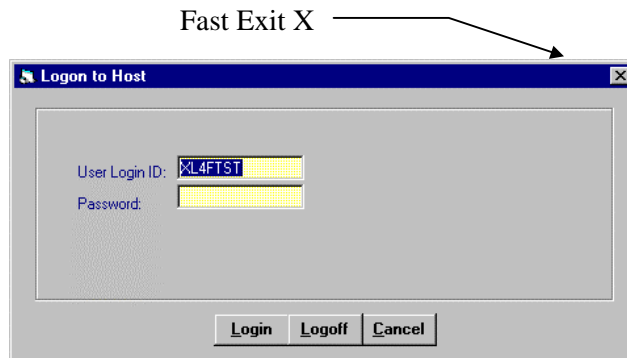 Fast Exit X
Logon to Host
User Login ID: XL4FTST
Password:
Login Logoff Cancel